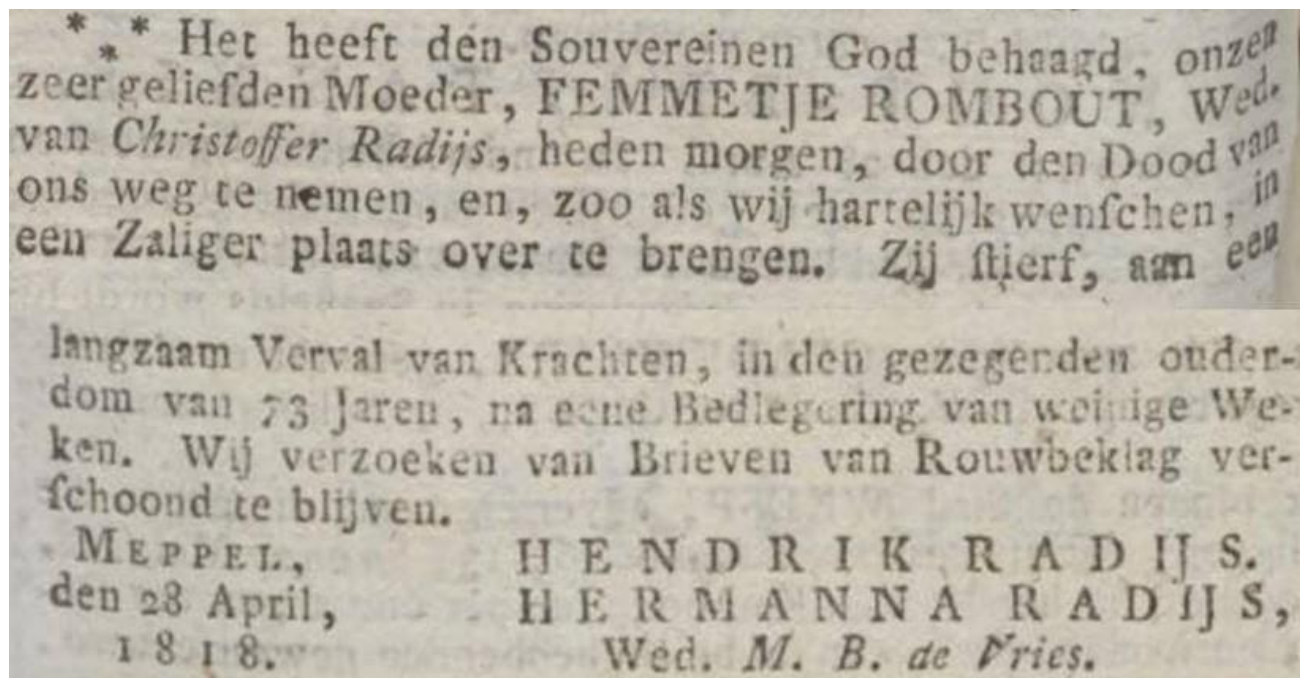 *** Het heeft den Souvereinen God behaagd, onzen
zeer geliefden Moeder, FEMMETJE ROMBOUT, Wed.
van Christoffer Radijs, heden morgen, door den Dood van
ons weg te nemen, en, zoo als wij hartelijk wenſchen, in
een Zaliger plaats over te brengen. Zij ſtierf, aan een
langzaam Verval van Krachten, in den gezegenden ouder-
dom van 73 Jaren, na eene Bedlegering van weinige We-
ken. Wij verzoeken van Brieven van Rouwbeklag ver-
ſchoond te blijven.
MEPPEL, HENDRIK RADIJS.
den 28 April, HERMANNA RADIJS,
1818. Wed. M. B. de Vries.